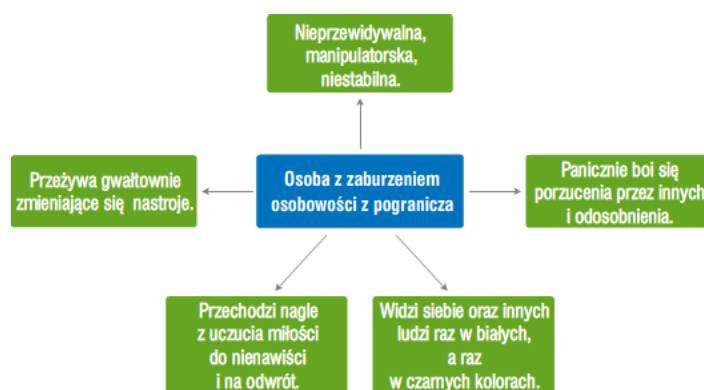 Nieprzewidywalna,
manipulatorska,
niestabilna.
Przeżywa gwałtownie
zmieniające się nastroje.
Osoba z zaburzeniem
osobowości z pogranicza
Panicznie boi się
porzucenia przez innych
i odosobnienia.
Przechodzi nagle
z uczucia miłości
do nienawiści
i na odwrót.
Widzi siebie oraz innych
ludzi raz w białych,
a raz
w czarnych kolorach.